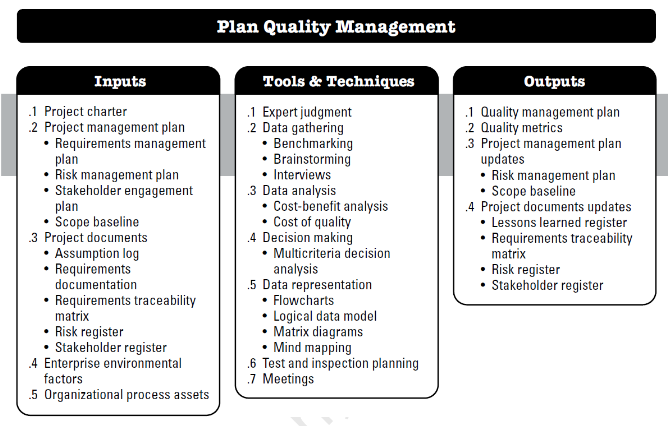 Plan Quality Management
Inputs
.1 Project charter
.2 Project management plan
• Requirements management
plan
• Risk management plan
• Stakeholder engagement
plan
• Scope baseline
.3 Project documents
• Assumption log
• Requirements
documentation
• Requirements traceability
matrix
• Risk register
• Stakeholder register
.4 Enterprise environmental
factors
.5 Organizational process assets
Tools & Techniques
.1 Expert judgment
.2 Data gathering
• Benchmarking
• Brainstorming
• Interviews
.3 Data analysis
• Cost-benefit analysis
• Cost of quality
.4 Decision making
• Multicriteria decision
analysis
.5 Data representation
• Flowcharts
• Logical data model
• Matrix diagrams
• Mind mapping
.6 Test and inspection planning
.7 Meetings
Outputs
.1 Quality management plan
.2 Quality metrics
.3 Project management plan
updates
• Risk management plan
• Scope baseline
.4 Project documents updates
• Lessons learned register
• Requirements traceability
matrix
• Risk register
• Stakeholder register